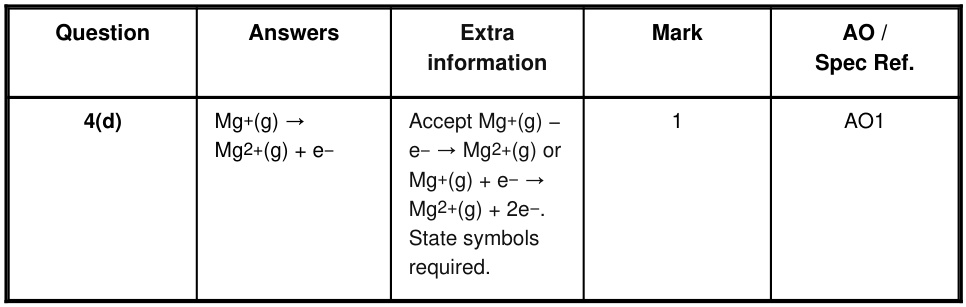 Question Answers Extra Mark AO /
information Spec Ref.
4(d) Mg+(g) → Accept Mg+(g) – 1 AO1
Mg2+(g) + e– e– → Mg2+(g) or
Mg+(g) + e– →
Mg2+(g) + 2e–.
State symbols
required.